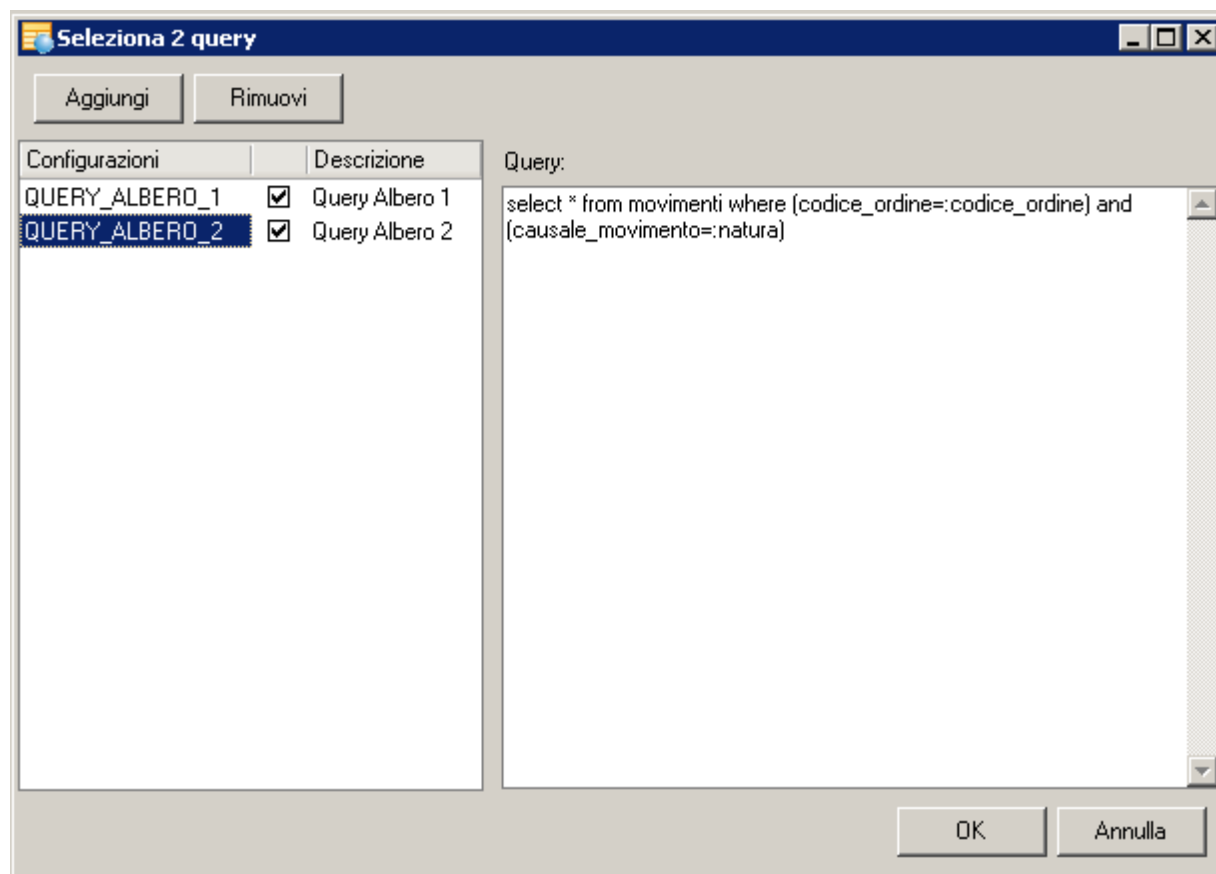 Seleziona 2 query
Aggiungi Rimuovi
Configurazioni Descrizione
QUERY_ALBERO_1 Query Albero 1
QUERY_ALBERO_2 Query Albero 2
Query:
select * from movimenti where (codice_ordine=:codice_ordine) and
(causale_movimento=:natura)
OK Annulla